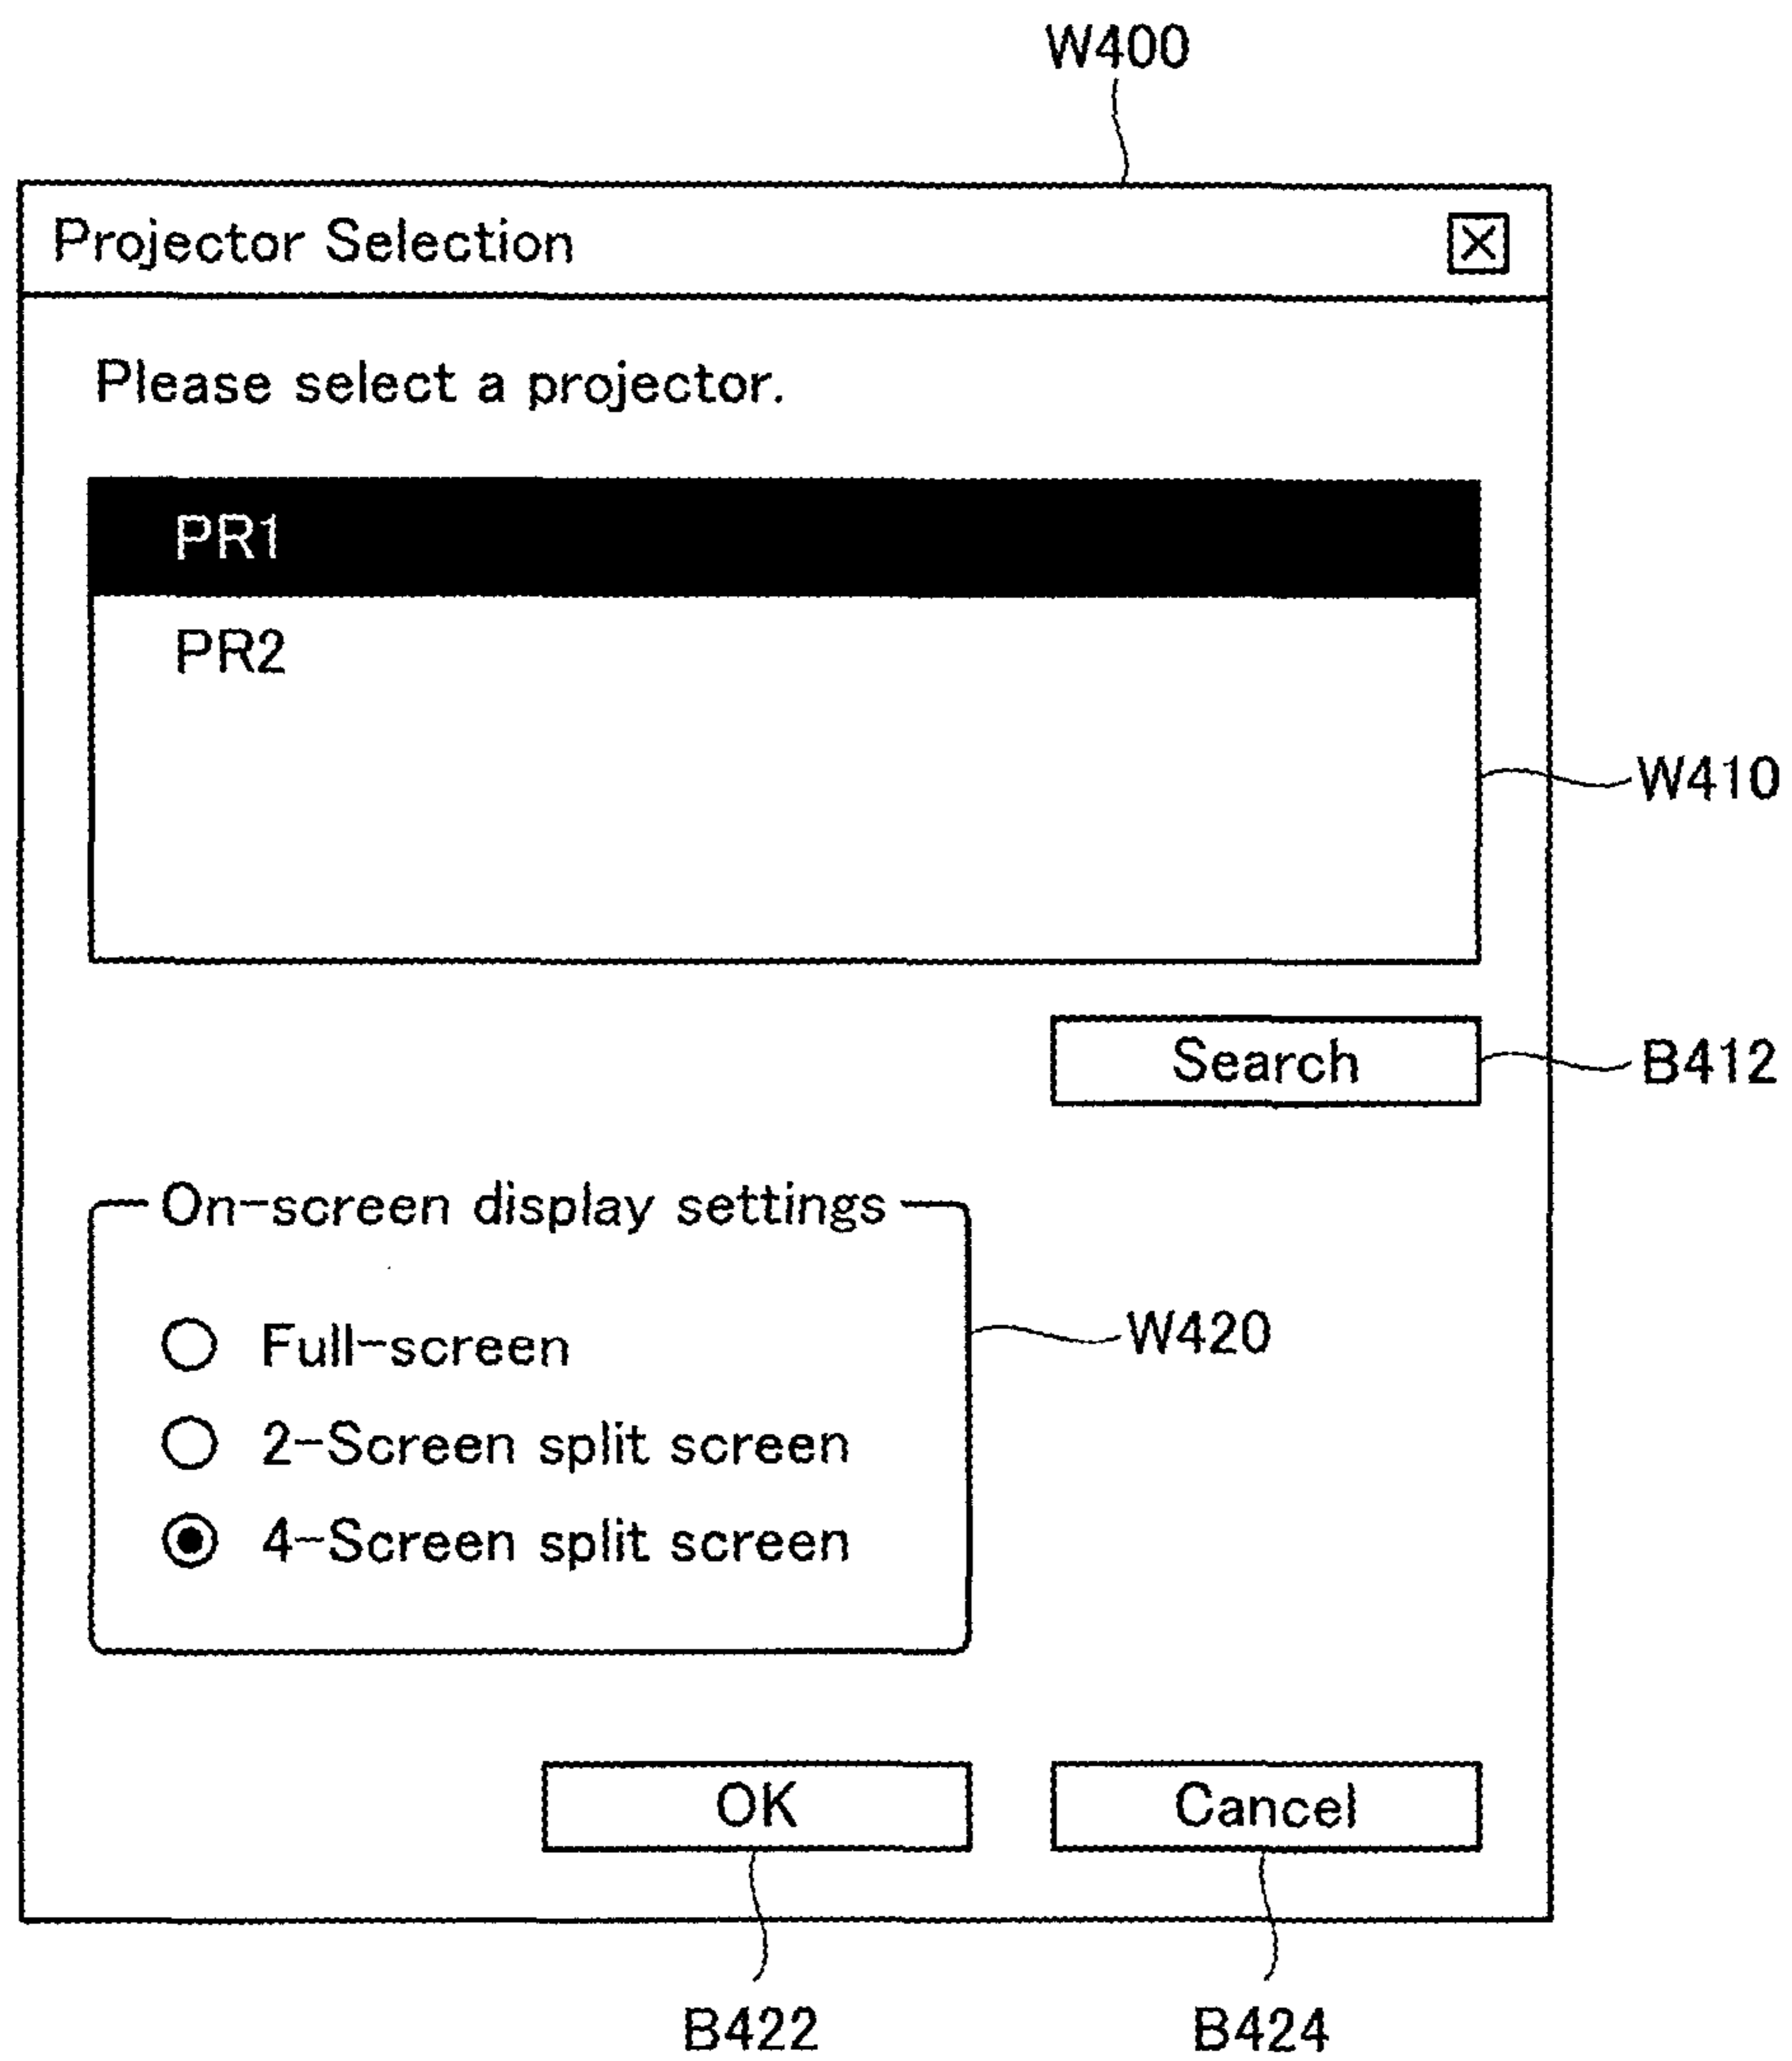 W400
Projector Selection
Please select a projector.
PR1
PR2
W410
Search
B412
On-screen display settings
Full-screen
W420
2-Screen split screen
4-Screen split screen
OK
Cancel
B422
B424